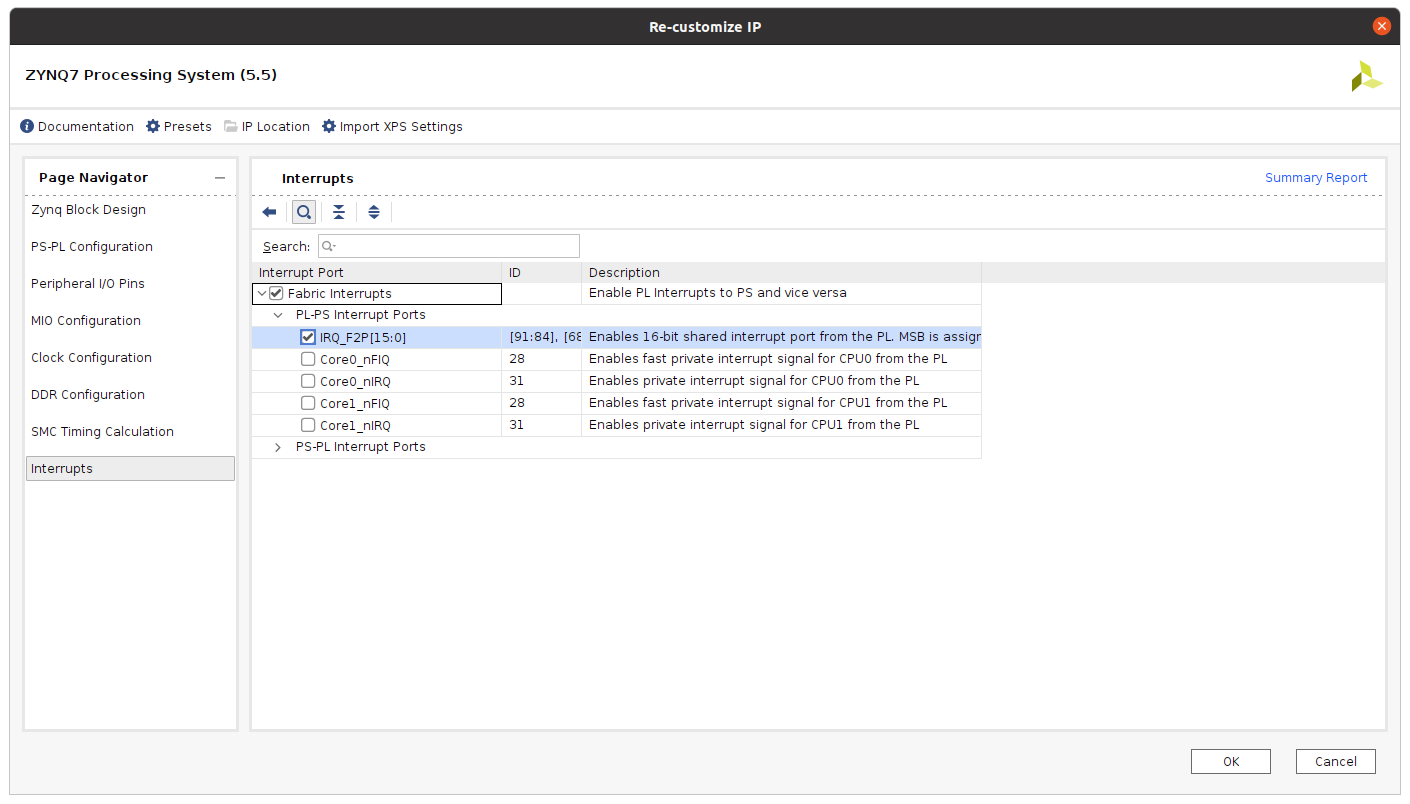 Re-customize IP
ZYNQ7 Processing System (5.5)
Documentation Presets IP Location Import XPS Settings
Page Navigator
Zynq Block Design
PS-PL Configuration
Peripheral I/O Pins
MIO Configuration
Clock Configuration
DDR Configuration
SMC Timing Calculation
Interrupts
Interrupts Summary Report
Search:
Interrupt Port ID Description
Fabric Interrupts Enable PL Interrupts to PS and vice versa
PL-PS Interrupt Ports
IRQ_F2P[15:0] [91:84], [68 Enables 16-bit shared interrupt port from the PL. MSB is assign
Core0_nFIQ 28 Enables fast private interrupt signal for CPU0 from the PL
Core0_nIRQ 31 Enables private interrupt signal for CPU0 from the PL
Core1_nFIQ 28 Enables fast private interrupt signal for CPU1 from the PL
Core1_nIRQ 31 Enables private interrupt signal for CPU1 from the PL
PS-PL Interrupt Ports
OK Cancel